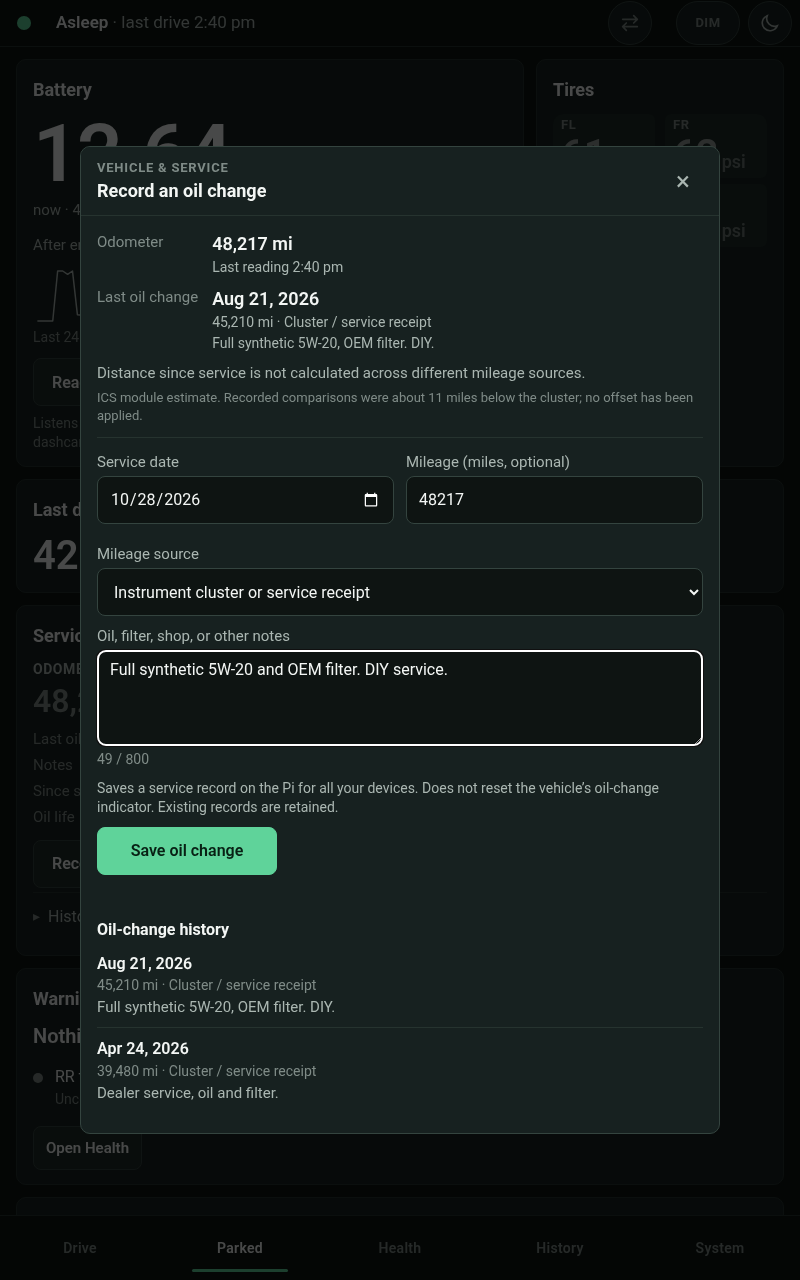 Asleep · last drive 2:40 pm
DIM
Battery
Tires
FL
FR
psi
psi
now · 4
Last 24
VEHICLE & SERVICE
Record an oil change
×
Odometer
48,217 mi
Last reading 2:40 pm
Last oil change
Aug 21, 2026
45,210 mi · Cluster / service receipt
Full synthetic 5W-20, OEM filter. DIY.
Distance since service is not calculated across different mileage sources.
ICS module estimate. Recorded comparisons were about 11 miles below the cluster; no offset has been
applied.
Service date
Mileage (miles, optional)
10/28/2026
48217
Mileage source
Instrument cluster or service receipt
Oil, filter, shop, or other notes
Full synthetic 5W-20 and OEM filter. DIY service.
49 / 800
Saves a service record on the Pi for all your devices. Does not reset the vehicle’s oil-change
indicator. Existing records are retained.
Save oil change
Oil-change history
Aug 21, 2026
45,210 mi · Cluster / service receipt
Full synthetic 5W-20, OEM filter. DIY.
Apr 24, 2026
39,480 mi · Cluster / service receipt
Dealer service, oil and filter.
After
Listens
Last
42
Last oil
Notes
Since
Oil life
RR
Open Health
Drive
Parked
Health
History
System